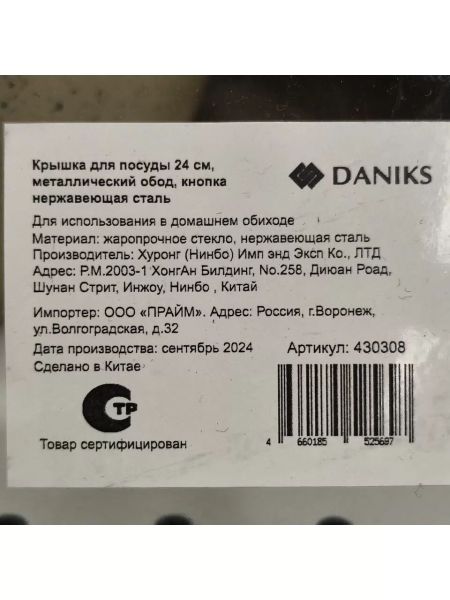 Крышка для посуды 24 см,
металлический обод, кнопка
нержавеющая сталь
DANIKS
Для использования в домашнем обиходе
Материал: жаропрочное стекло, нержавеющая сталь
Производитель: Хуронг (Нинбо) Имп энд Эксп Ко., ЛТД
Адрес: Р.М.2003-1 ХонгАн Билдинг, No.258, Диюан Роад,
Шунан Стрит, Инжоу, Нинбо , Китай
Импортер: ООО «ПРАЙМ». Адрес: Россия, г.Воронеж,
ул.Волгоградская, д.32
Дата производства: сентябрь 2024
Артикул: 430308
Сделано в Китае
СТР
Товар сертифицирован
4 660185 525697